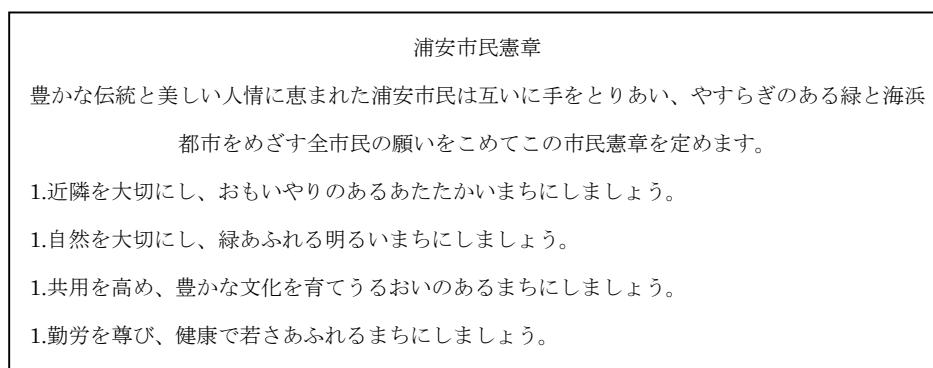 浦安市民憲章
豊かな伝統と美しい人情に恵まれた浦安市民は互いに手をとりあい、やすらぎのある緑と海浜
都市をめざす全市民の願いをこめてこの市民憲章を定めます。
1.近隣を大切にし、おもいやりのあるあたたかいまちにしましょう。
1.自然を大切にし、緑あふれる明るいまちにしましょう。
1.共用を高め、豊かな文化を育てうるおいのあるまちにしましょう。
1.勤労を尊び、健康で若さあふれるまちにしましょう。